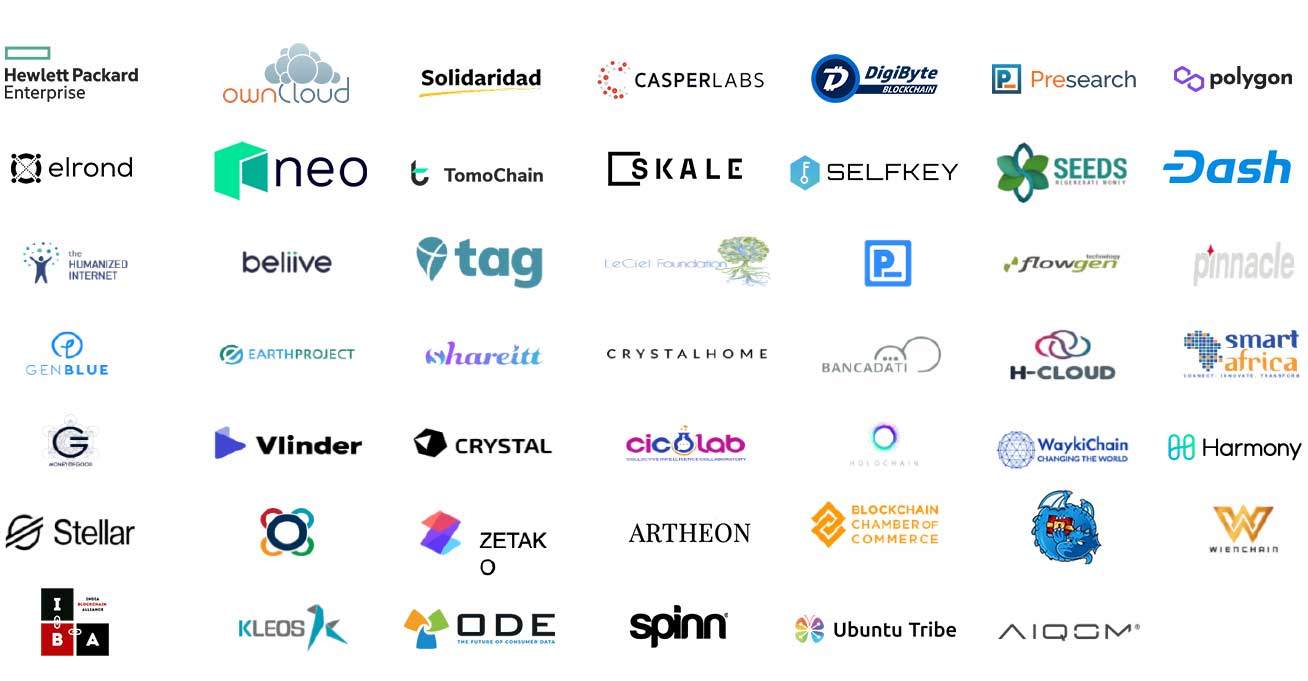 Hewlett Packard
Enterprise
ownCloud
Solidaridad
CASPERLABS
DigiByte
BLOCKCHAIN
Presearch
polygon
elrond
neo
TomoChain
SKALE
SELFKEY
SEEDS
REGENERATE MONEY
Dash
the
HUMANIZED
INTERNET
beliive
tag
LeCiel Foundation
P
flowgen
technology
pinnacle
GENBLUE
EARTHPROJECT
shareitt
CRYSTALHOME
BANCADATI
H-CLOUD
smart
africa
CONNECT. INNOVATE. TRANSFORM
G
MONEYOFGOOD
Vlinder
CRYSTAL
cicolab
COLLECTIVE INTELLIGENCE COLLABORATORY
HOLOCHAIN
WaykiChain
CHANGING THE WORLD
Harmony
Stellar
ZETAK
O
ARTHEON
BLOCKCHAIN
CHAMBER OF
COMMERCE
W
WIENCHAIN
I
B A
INDIA
BLOCKCHAIN
ALLIANCE
KLEOS
ODE
THE FUTURE OF CONSUMER DATA
spinn
Ubuntu Tribe
AIQOM®